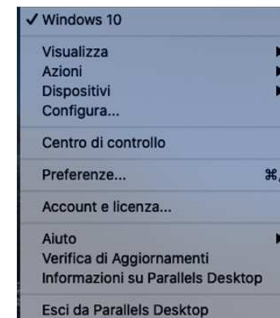 ✓ Windows 10
Visualizza
Azioni
Dispositivi
Configura...
Centro di controllo
Preferenze... ⌘,
Account e licenza...
Aiuto
Verifica di Aggiornamenti
Informazioni su Parallels Desktop
Esci da Parallels Desktop